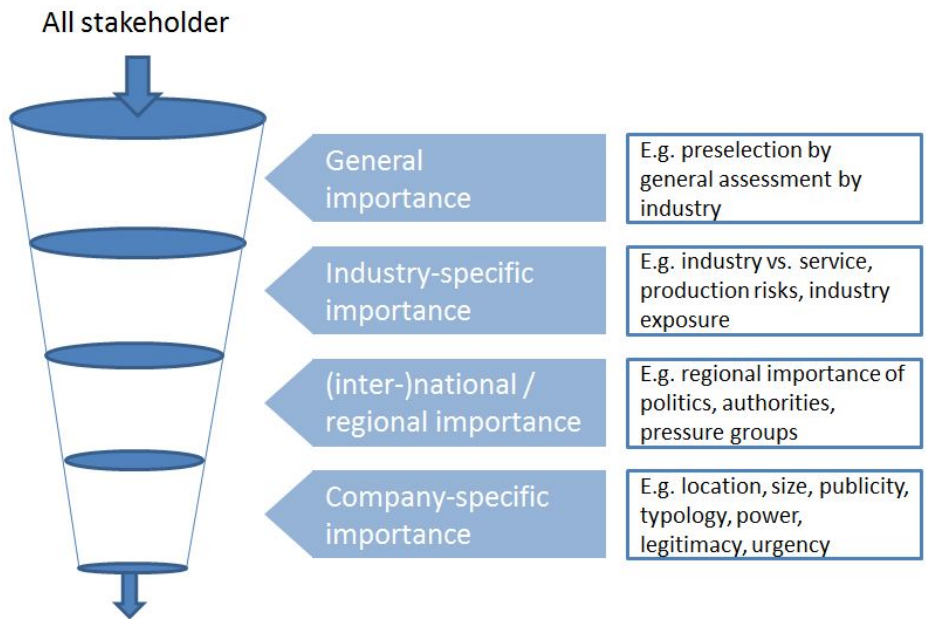 All stakeholder
General
importance
E.g. preselection by
general assessment by
industry
Industry-specific
importance
E.g. industry vs. service,
production risks, industry
exposure
(inter-)national /
regional importance
E.g. regional importance of
politics, authorities,
pressure groups
Company-specific
importance
E.g. location, size, publicity,
typology, power,
legitimacy, urgency